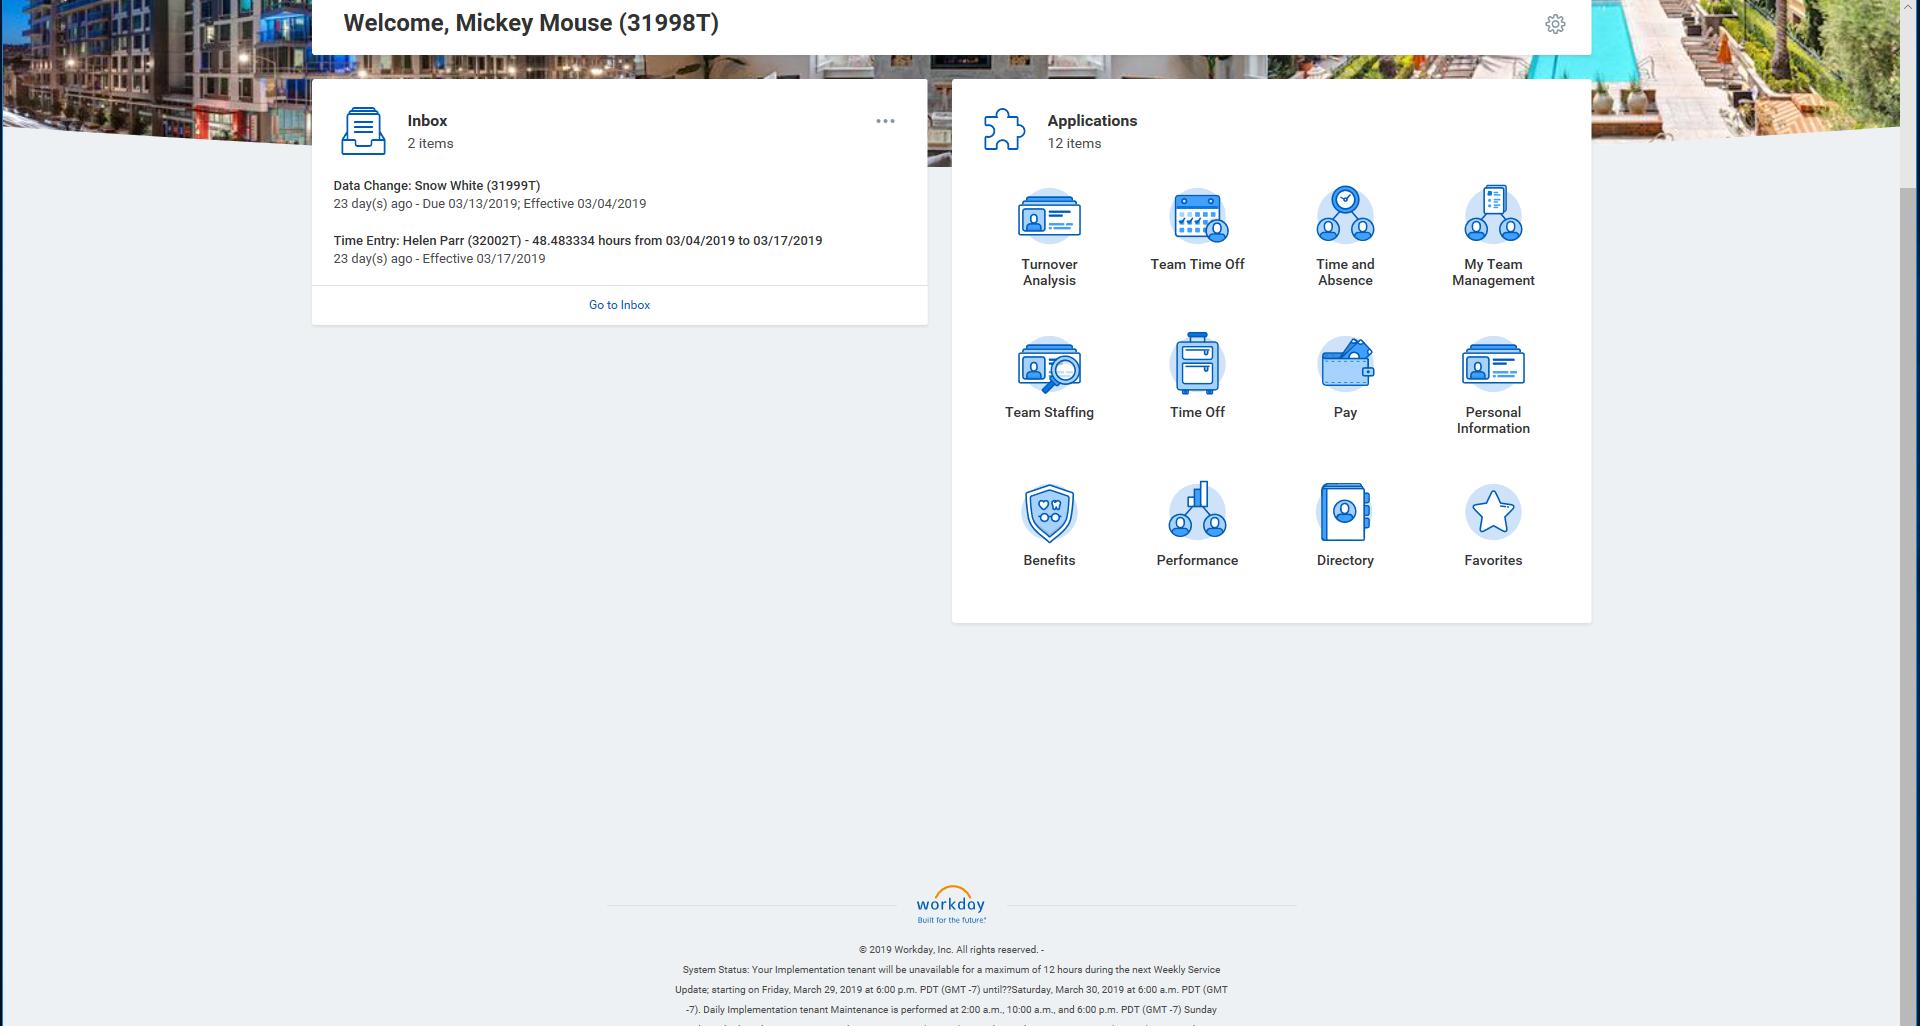 Welcome, Mickey Mouse (31998T)
Inbox
2 items
Data Change: Snow White (31999T)
23 day(s) ago - Due 03/13/2019; Effective 03/04/2019
Time Entry: Helen Parr (32002T) - 48.483334 hours from 03/04/2019 to 03/17/2019
23 day(s) ago - Effective 03/17/2019
Go to Inbox
Applications
12 items
Turnover
Analysis
Team Time Off
Time and
Absence
My Team
Management
Team Staffing
Time Off
Pay
Personal
Information
Benefits
Performance
Directory
Favorites
workday
Built for the future.
© 2019 Workday, Inc. All rights reserved. -
System Status: Your Implementation tenant will be unavailable for a maximum of 12 hours during the next Weekly Service
Update; starting on Friday, March 29, 2019 at 6:00 p.m. PDT (GMT -7) until??Saturday, March 30, 2019 at 6:00 a.m. PDT (GMT
-7). Daily Implementation tenant Maintenance is performed at 2:00 a.m., 10:00 a.m., and 6:00 p.m. PDT (GMT -7) Sunday